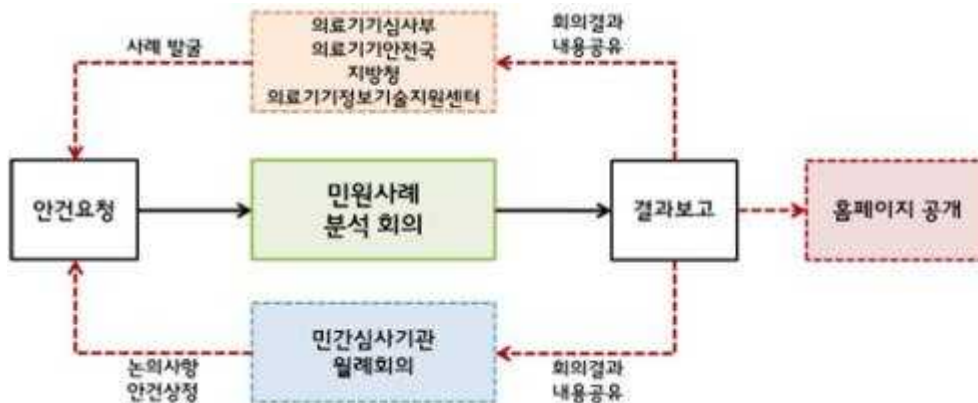 의료기기심사부
의료기기안전국
지방청
의료기기정보기술지원센터
사례 발굴
회의결과
내용공유
안건요청
민원사례
분석 회의
결과보고
홈페이지 공개
민간심사기관
월례회의
논의사항
안건상정
회의결과
내용공유